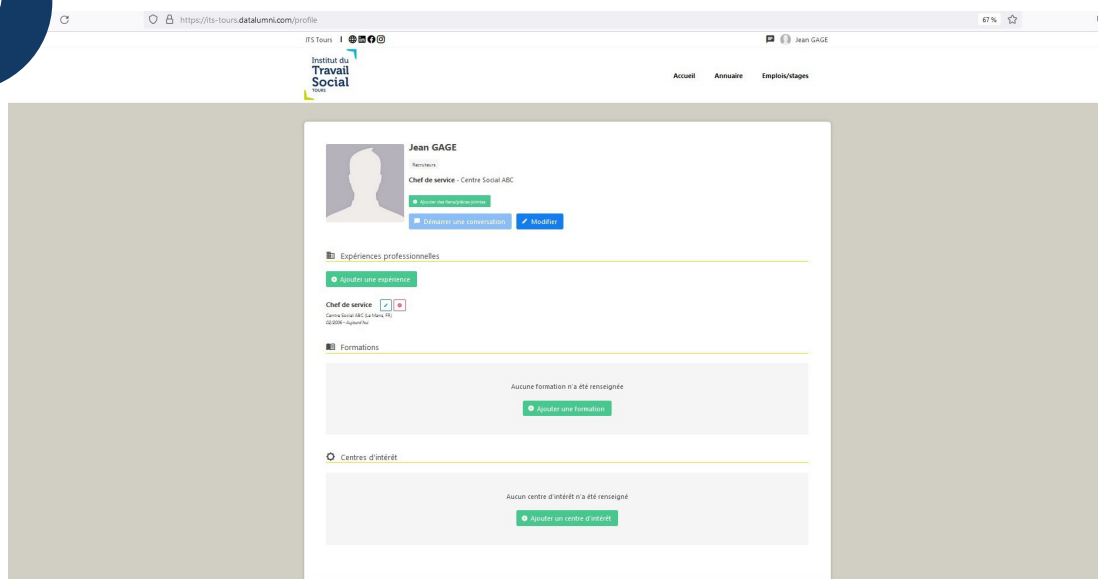 https://its-tours.datalumni.com/profile
67 %
ITS Tours
Jean GAGE
Institut du
Travail
Social
TOURS
Accueil
Annuaire
Emplois/stages
Jean GAGE
Recruteurs
Chef de service - Centre Social ABC
Ajouter des liens/pièces jointes
Démarrer une conversation
Modifier
Expériences professionnelles
Ajouter une expérience
Chef de service
Centre Social ABC (Le Mans, FR)
02/2006 - Aujourd'hui
Formations
Aucune formation n'a été renseignée
Ajouter une formation
Centres d'intérêt
Aucun centre d'intérêt n'a été renseigné
Ajouter un centre d'intérêt